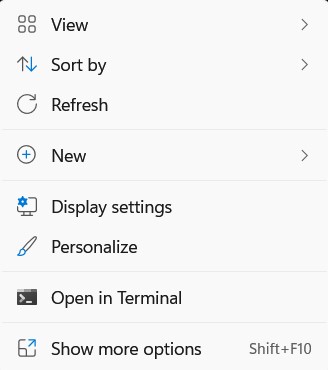 View
Sort by
Refresh
New
Display settings
Personalize
Open in Terminal
Show more options Shift+F10